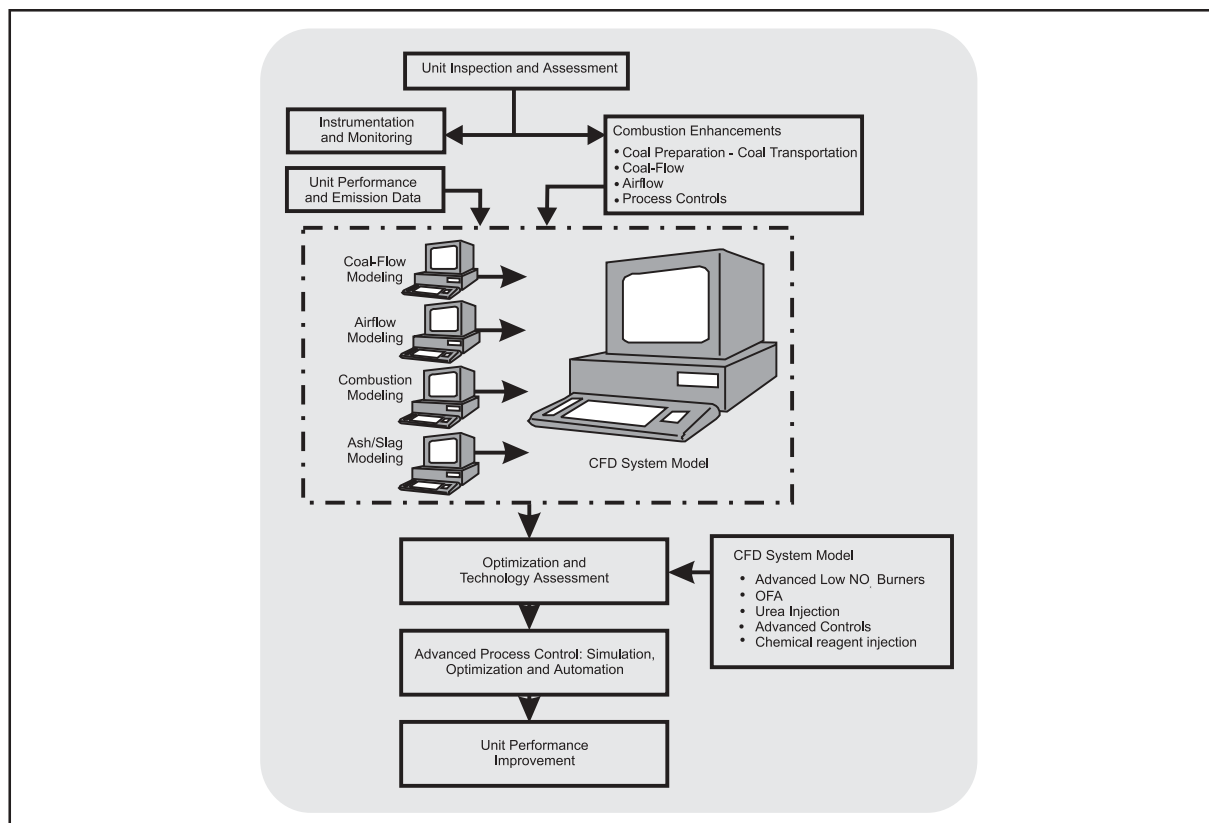 Unit Inspection and Assessment
Instrumentation
and Monitoring
Combustion Enhancements
• Coal Preparation - Coal Transportation
• Coal-Flow
• Airflow
• Process Controls
Unit Performance
and Emission Data
Coal-Flow
Modeling
Airflow
Modeling
Combustion
Modeling
Ash/Slag
Modeling
CFD System Model
Optimization and
Technology Assessment
CFD System Model
• Advanced Low NO, Burners
• OFA
• Urea Injection
• Advanced Controls
• Chemical reagent injection
Advanced Process Control: Simulation,
Optimization and Automation
Unit Performance
Improvement